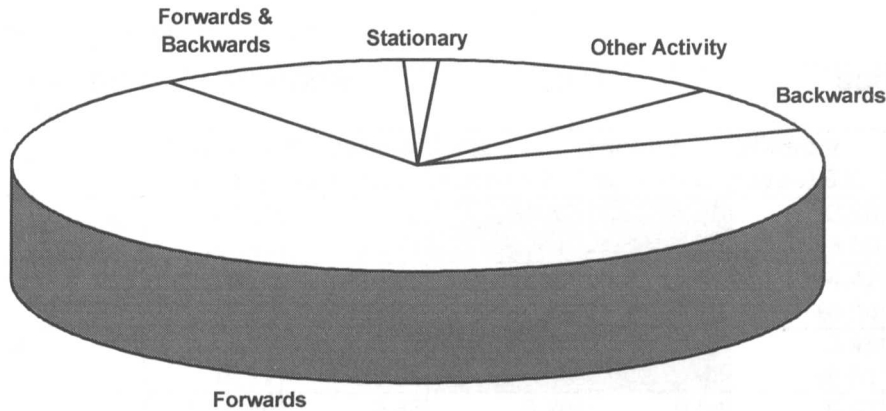 Forwards &
Backwards
Stationary
Other Activity
Backwards
Forwards